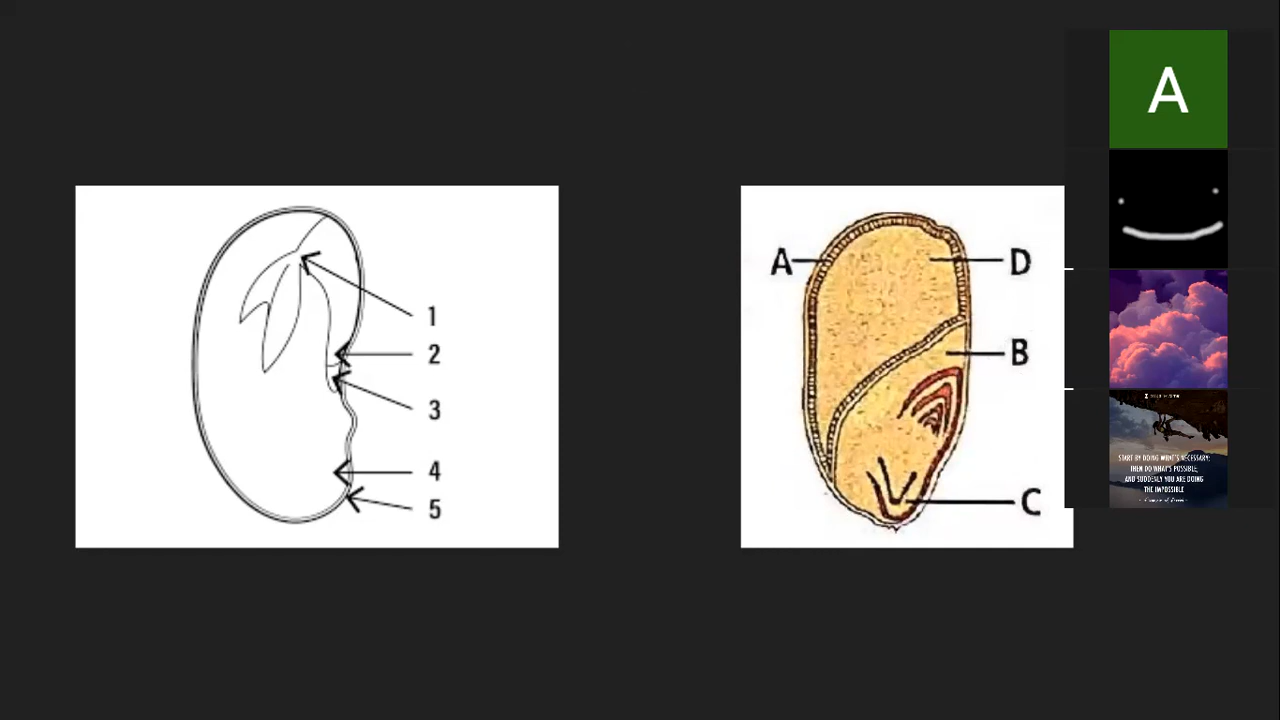 1
2
3
4
5
A
D
B
C
A
START BY DOING WHAT'S NECESSARY;
THEN DO WHAT'S POSSIBLE,
AND SUDDENLY YOU ARE DOING
THE IMPOSSIBLE